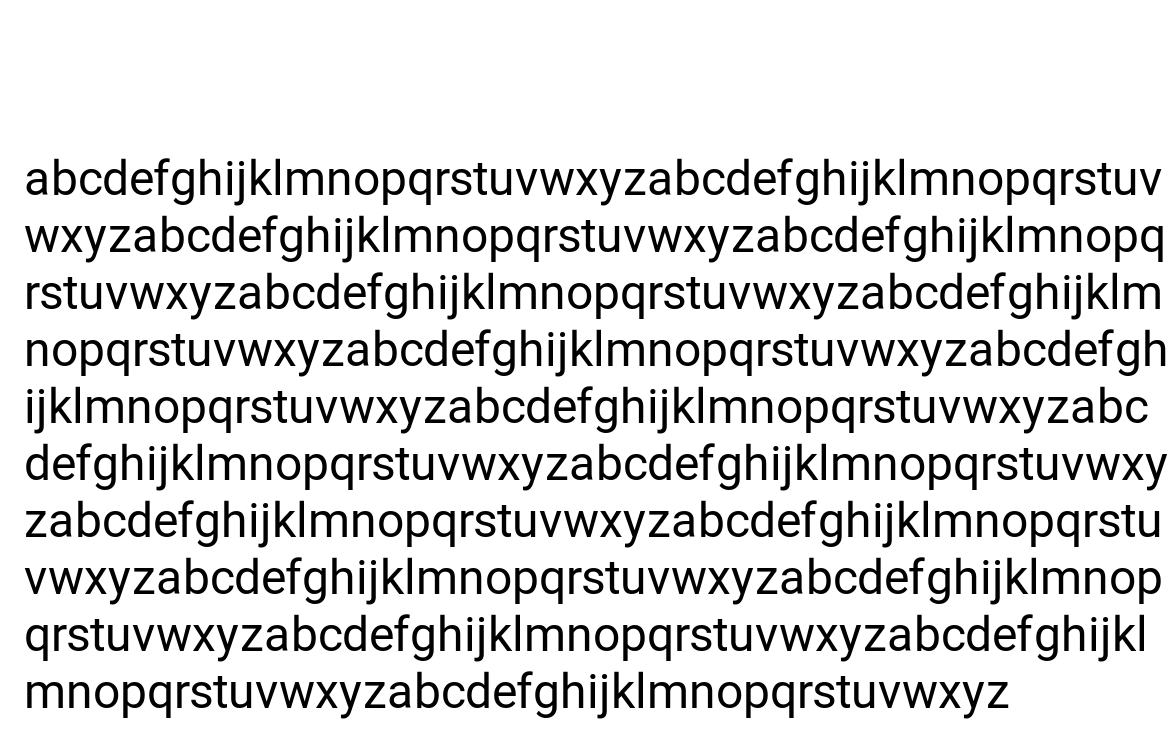 abcdefghijklmnopqrstuvwxyzabcdefghijklmnopqrstuv
wxyzabcdefghijklmnopqrstuvwxyzabcdefghijklmnopq
rstuvwxyzabcdefghijklmnopqrstuvwxyzabcdefghijklm
nopqrstuvwxyzabcdefghijklmnopqrstuvwxyzabcdefgh
ijklmnopqrstuvwxyzabcdefghijklmnopqrstuvwxyzabc
defghijklmnopqrstuvwxyzabcdefghijklmnopqrstuvwxy
zabcdefghijklmnopqrstuvwxyzabcdefghijklmnopqrstu
vwxyzabcdefghijklmnopqrstuvwxyzabcdefghijklmnop
qrstuvwxyzabcdefghijklmnopqrstuvwxyzabcdefghijkl
mnopqrstuvwxyzabcdefghijklmnopqrstuvwxyz